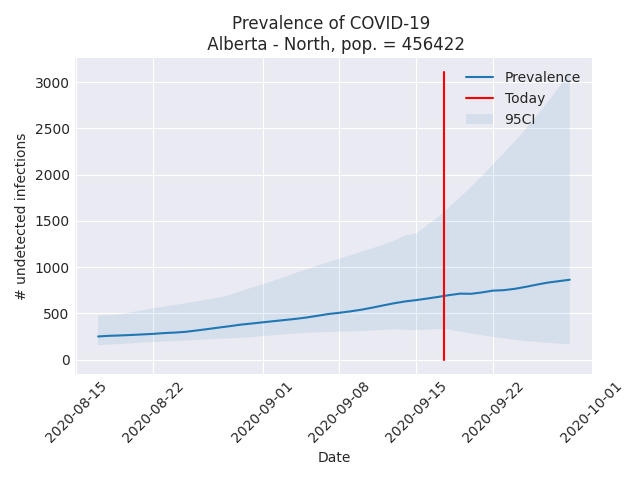 Prevalence of COVID-19
Alberta - North, pop. = 456422
# undetected infections
3000
2500
2000
1500
1000
500
0
Prevalence
Today
95CI
2020-08-15
2020-08-22
2020-09-01
2020-09-08
2020-09-15
2020-09-22
2020-10-01
Date